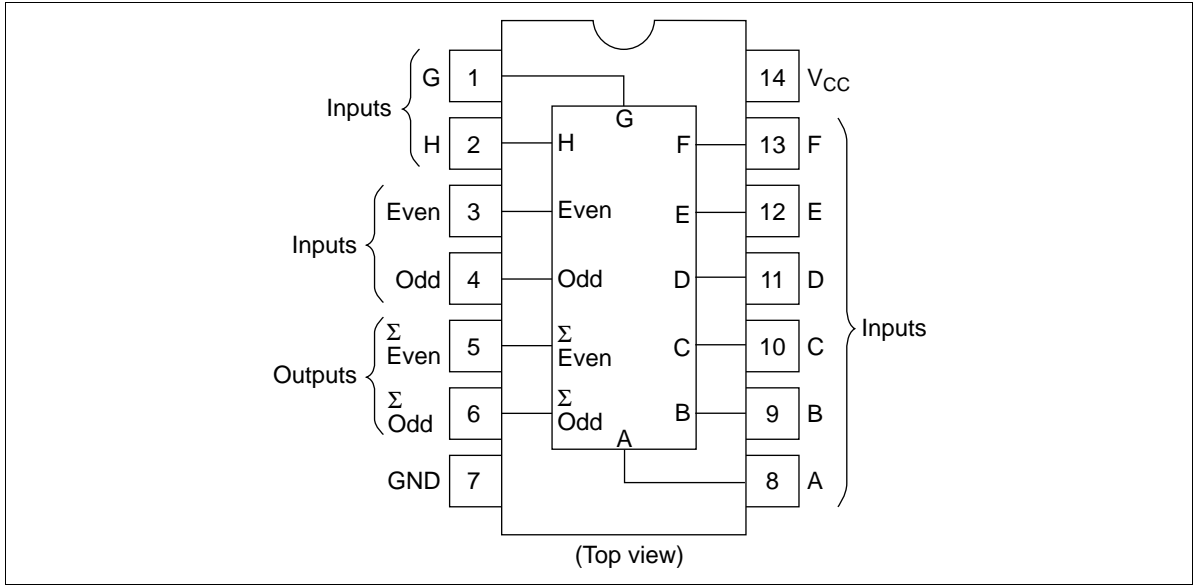 G 1
Inputs
H 2
Even 3
Inputs
Odd 4
Σ
Even 5
Outputs
Σ
Odd 6
GND 7
G
H
Even
Odd
Σ
Even
Σ
Odd
A
F
E
D
C
B
14 VCC
13 F
12 E
11 D
Inputs
10 C
9 B
8 A
(Top view)